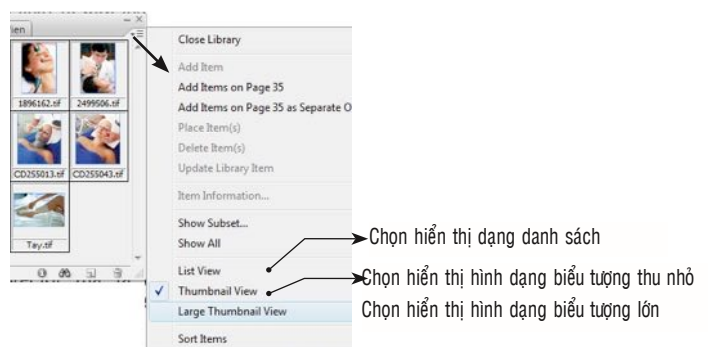 ien
1896162.tif 2499506.tif
CD255013.tif CD255043.tif
Tay.tif
Close Library
Add Item
Add Items on Page 35
Add Items on Page 35 as Separate O
Place Item(s)
Delete Item(s)
Update Library Item
Item Information...
Show Subset...
Show All
List View
Thumbnail View
Large Thumbnail View
Sort Items
Chọn hiển thị dạng danh sách
Chọn hiển thị hình dạng biểu tượng thu nhỏ
Chọn hiển thị hình dạng biểu tượng lớn